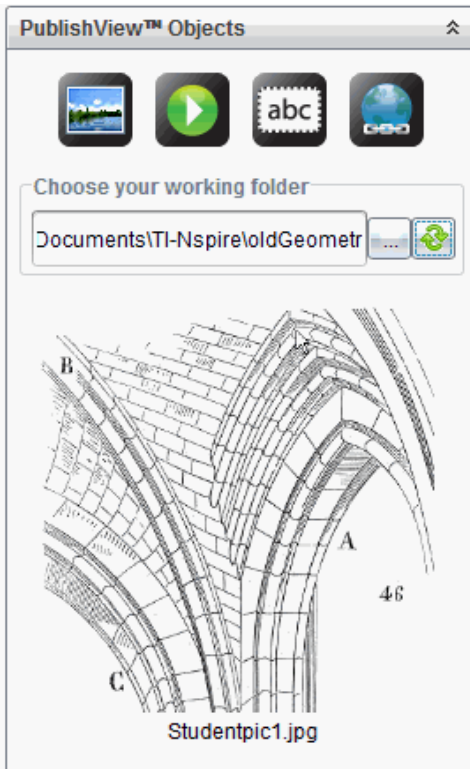 PublishView™ Objects
abc
Choose your working folder
Documents\TI-Nspire\oldGeometr
...
B
A
46
C
Studentpic1.jpg